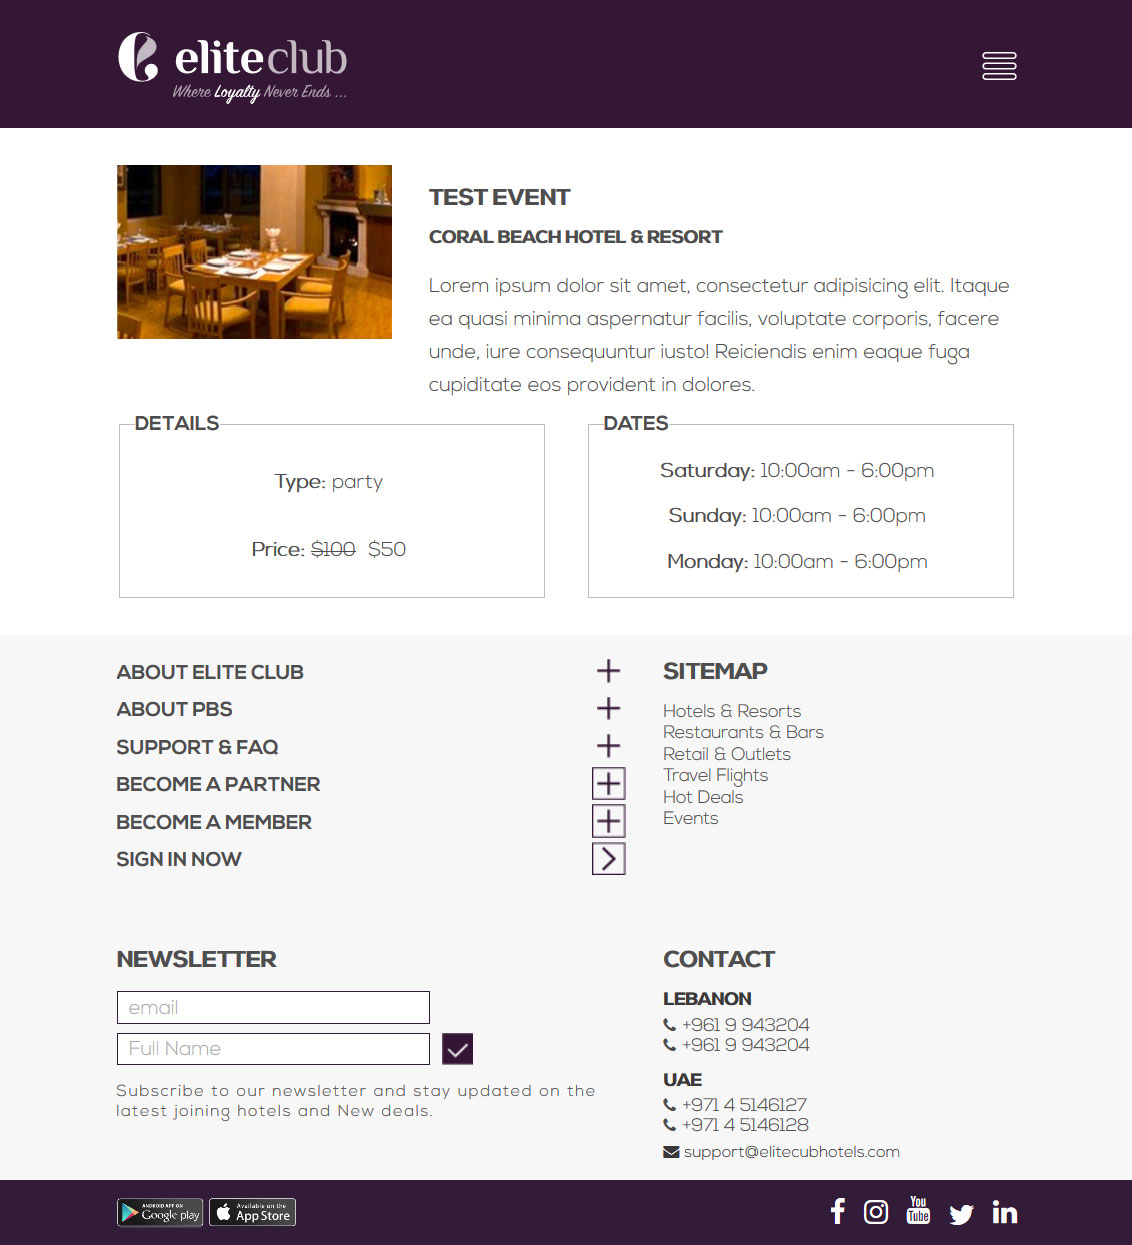 elite club
Where Loyalty Never Ends ...
TEST EVENT
CORAL BEACH HOTEL & RESORT
Lorem ipsum dolor sit amet, consectetur adipisicing elit. Itaque
ea quasi minima aspernatur facilis, voluptate corporis, facere
unde, iure consequuntur iusto! Reiciendis enim eaque fuga
cupiditate eos provident in dolores.
DETAILS
Type: party
Price: $100 $50
DATES
Saturday: 10:00am - 6:00pm
Sunday: 10:00am - 6:00pm
Monday: 10:00am - 6:00pm
ABOUT ELITE CLUB
ABOUT PBS
SUPPORT & FAQ
BECOME A PARTNER
BECOME A MEMBER
SIGN IN NOW
SITEMAP
Hotels & Resorts
Restaurants & Bars
Retail & Outlets
Travel Flights
Hot Deals
Events
NEWSLETTER
email
Full Name
Subscribe to our newsletter and stay updated on the
latest joining hotels and New deals.
CONTACT
LEBANON
+961 9 943204
+961 9 943204
UAE
+971 4 5146127
+971 4 5146128
support@elitecubhotels.com
ANDROID APP ON
Google play
Available on the
App Store
You
Tube
in